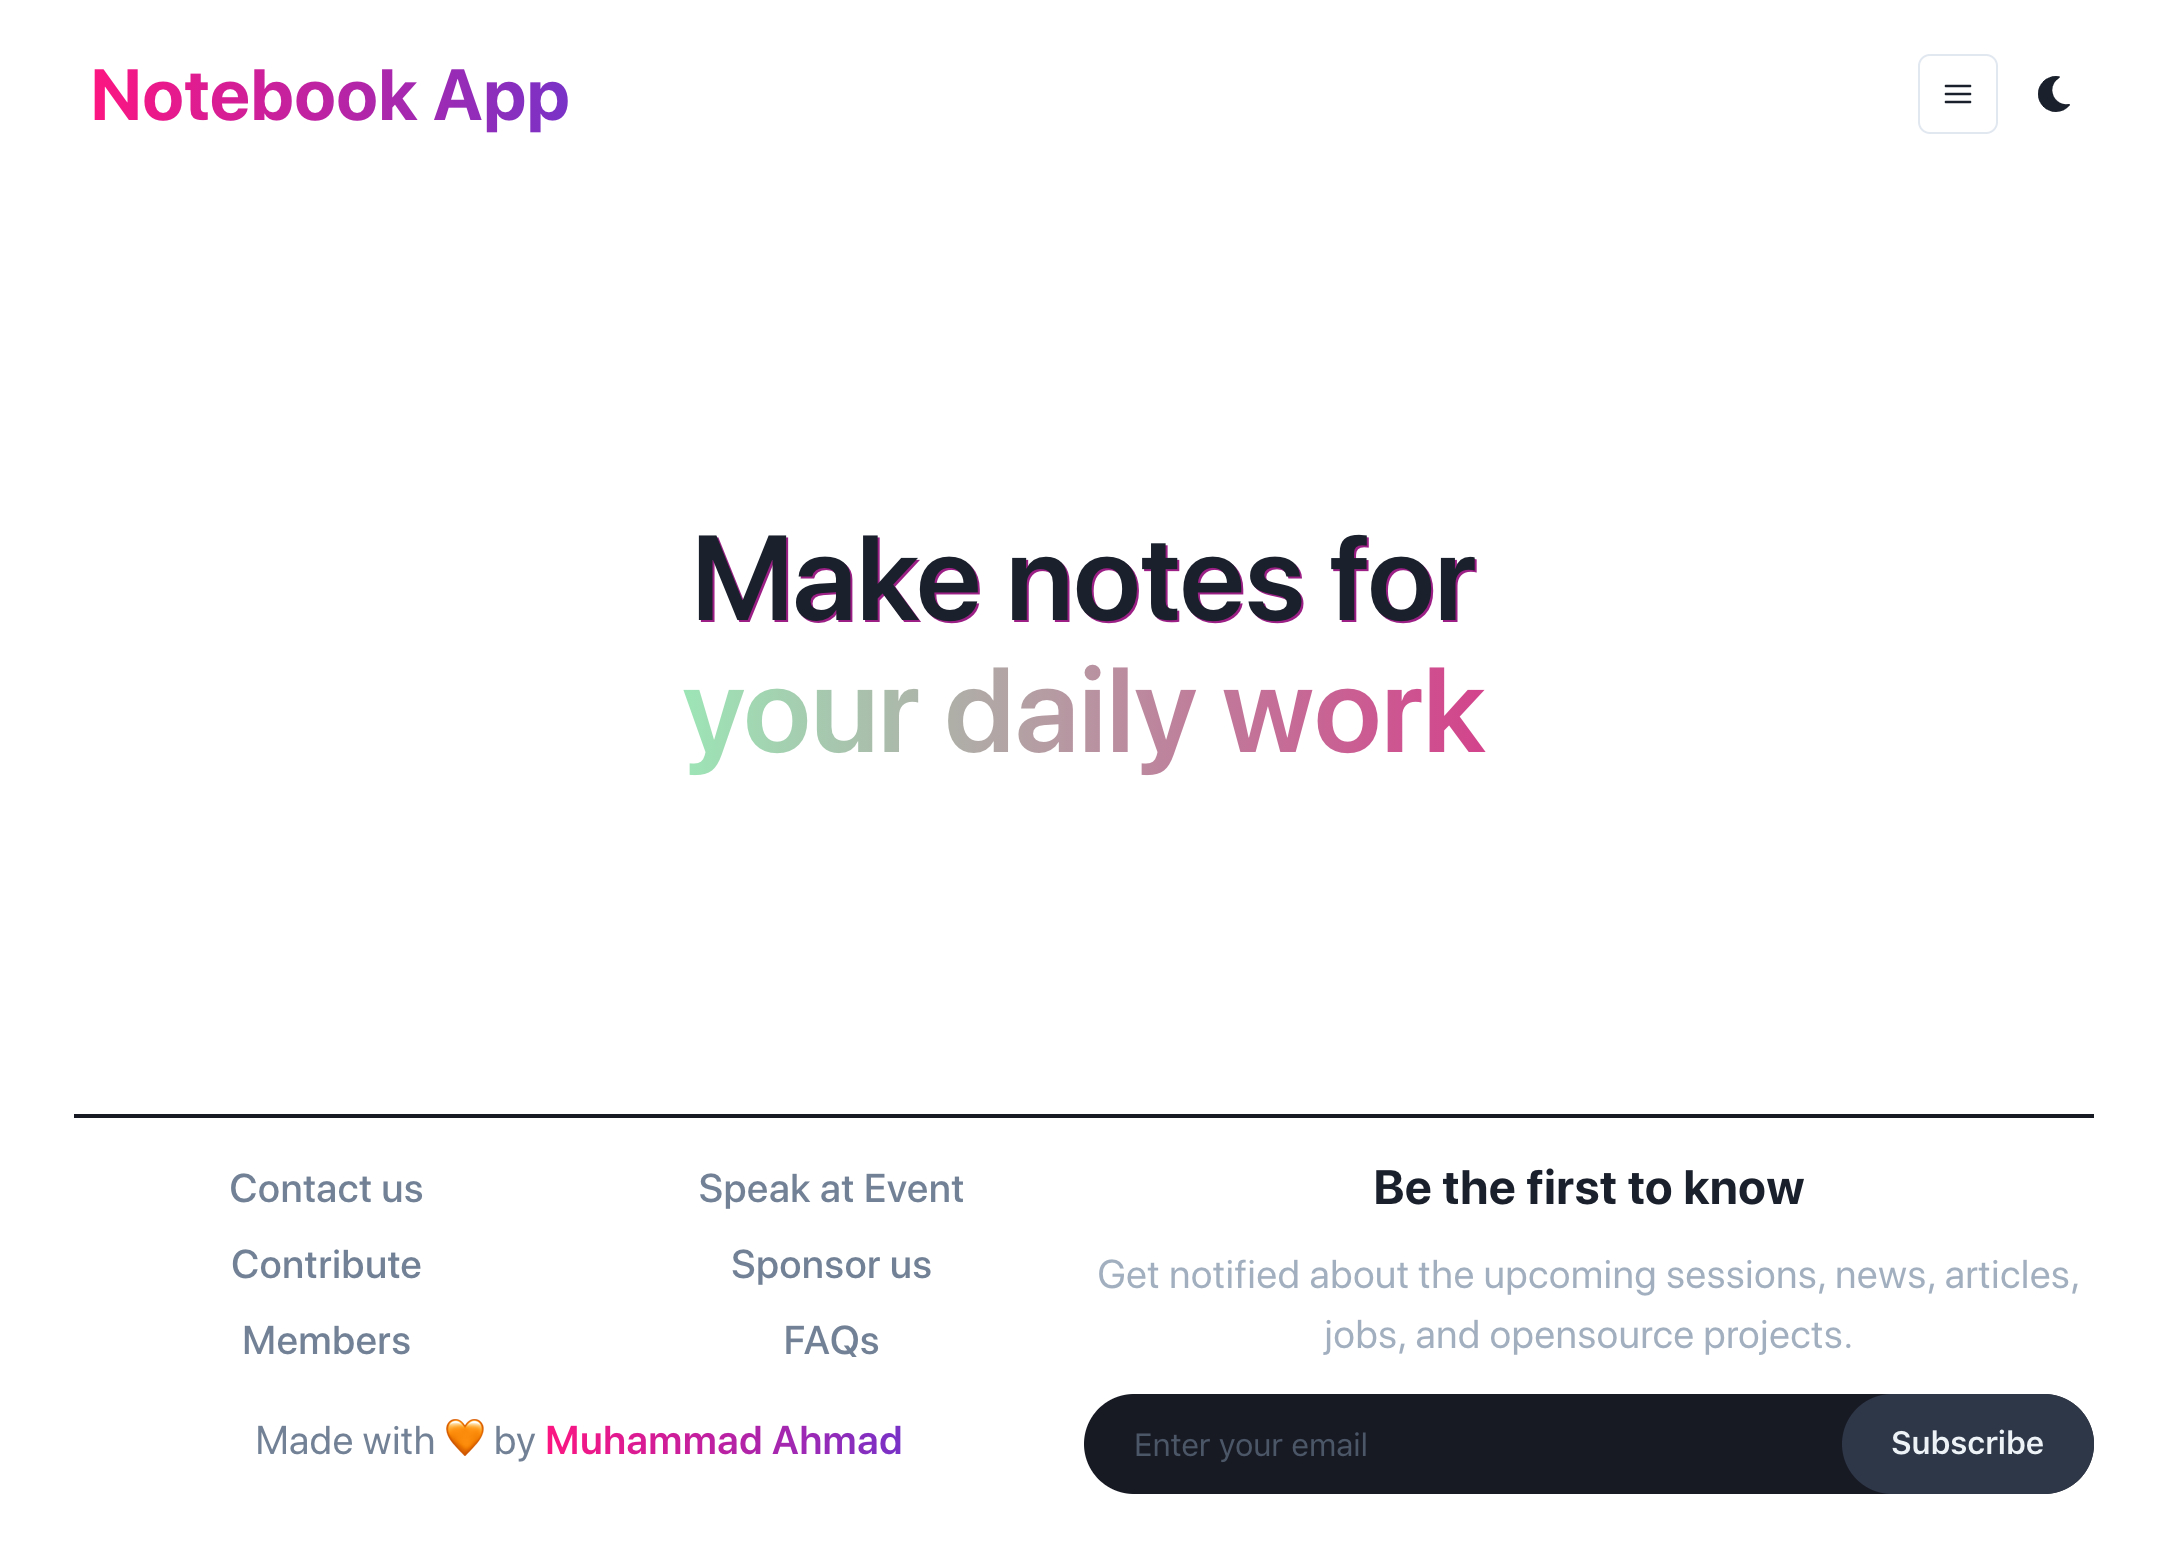 Notebook App
Make notes for
your daily work
Contact us
Contribute
Members
Speak at Event
Sponsor us
FAQs
Made with 🧡 by Muhammad Ahmad
Be the first to know
Get notified about the upcoming sessions, news, articles,
jobs, and opensource projects.
Enter your email
Subscribe